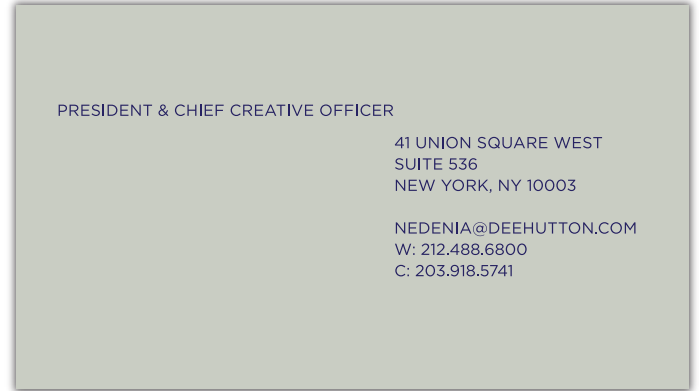 PRESIDENT & CHIEF CREATIVE OFFICER
41 UNION SQUARE WEST
SUITE 536
NEW YORK, NY 10003
NEDENIA@DEEHUTTON.COM
W: 212.488.6800
C: 203.918.5741